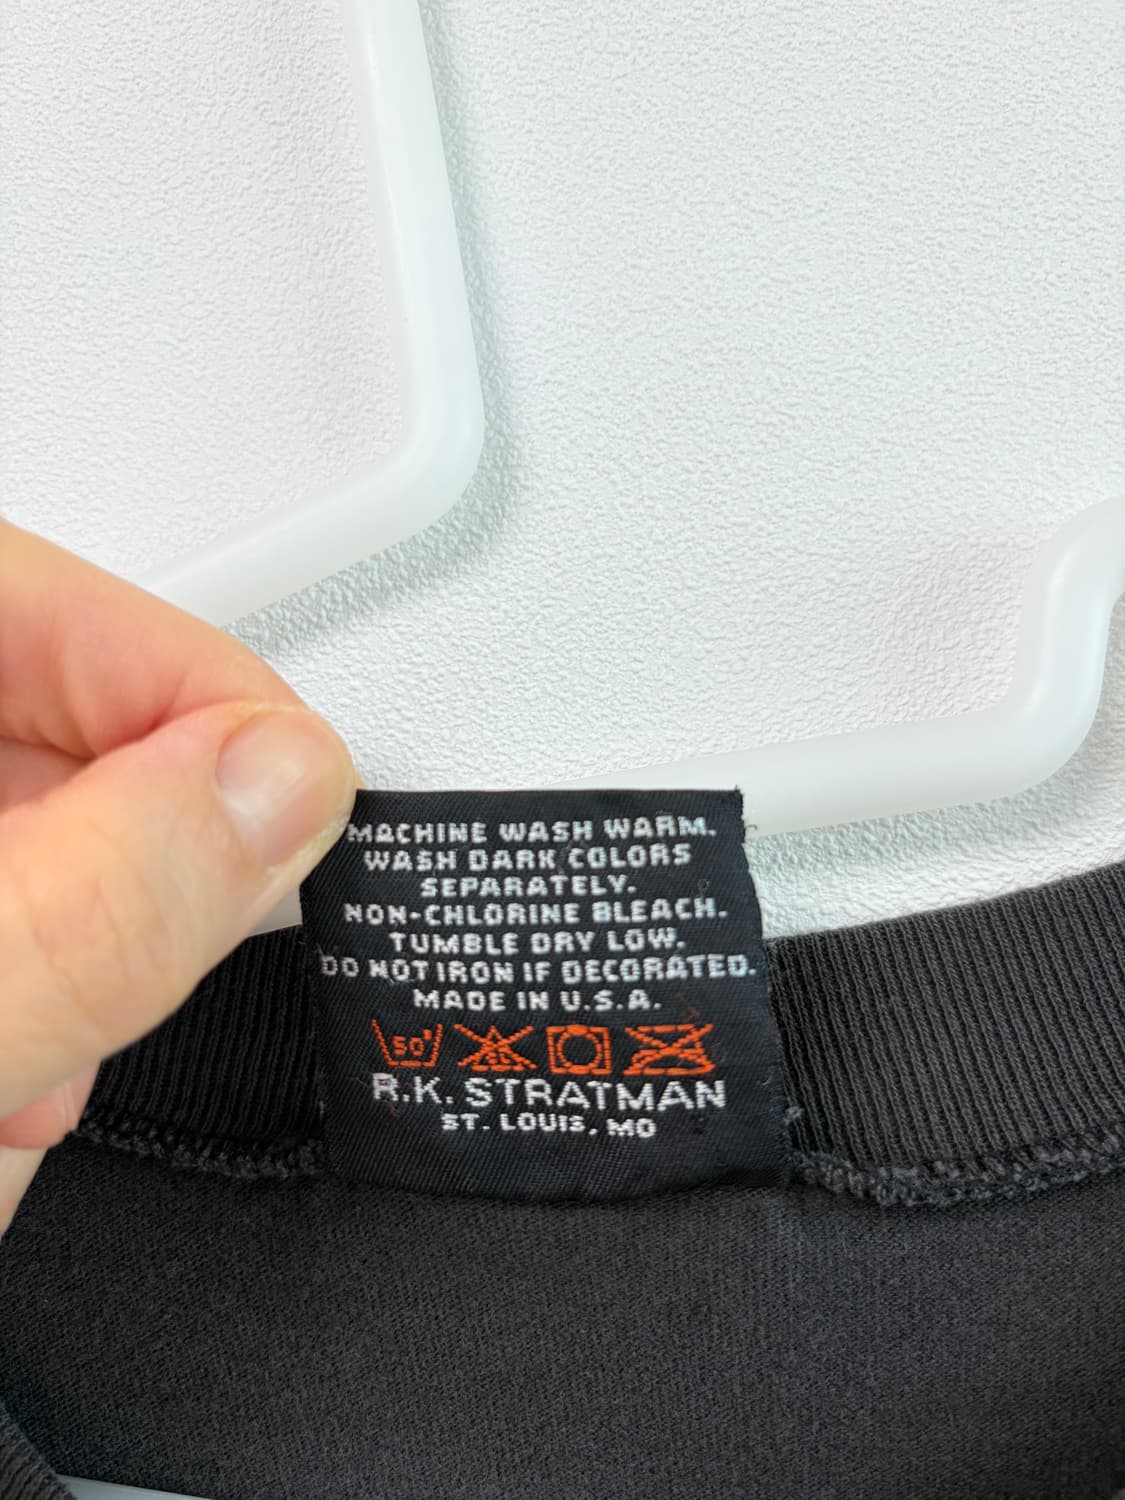 MACHINE WASH WARM.
WASH DARK COLORS
SEPARATELY.
NON-CHLORINE BLEACH.
TUMBLE DRY LOW.
DO NOT IRON IF DECORATED.
MADE IN U.S.A.
50°
R.K. STRATMAN
ST. LOUIS, MO